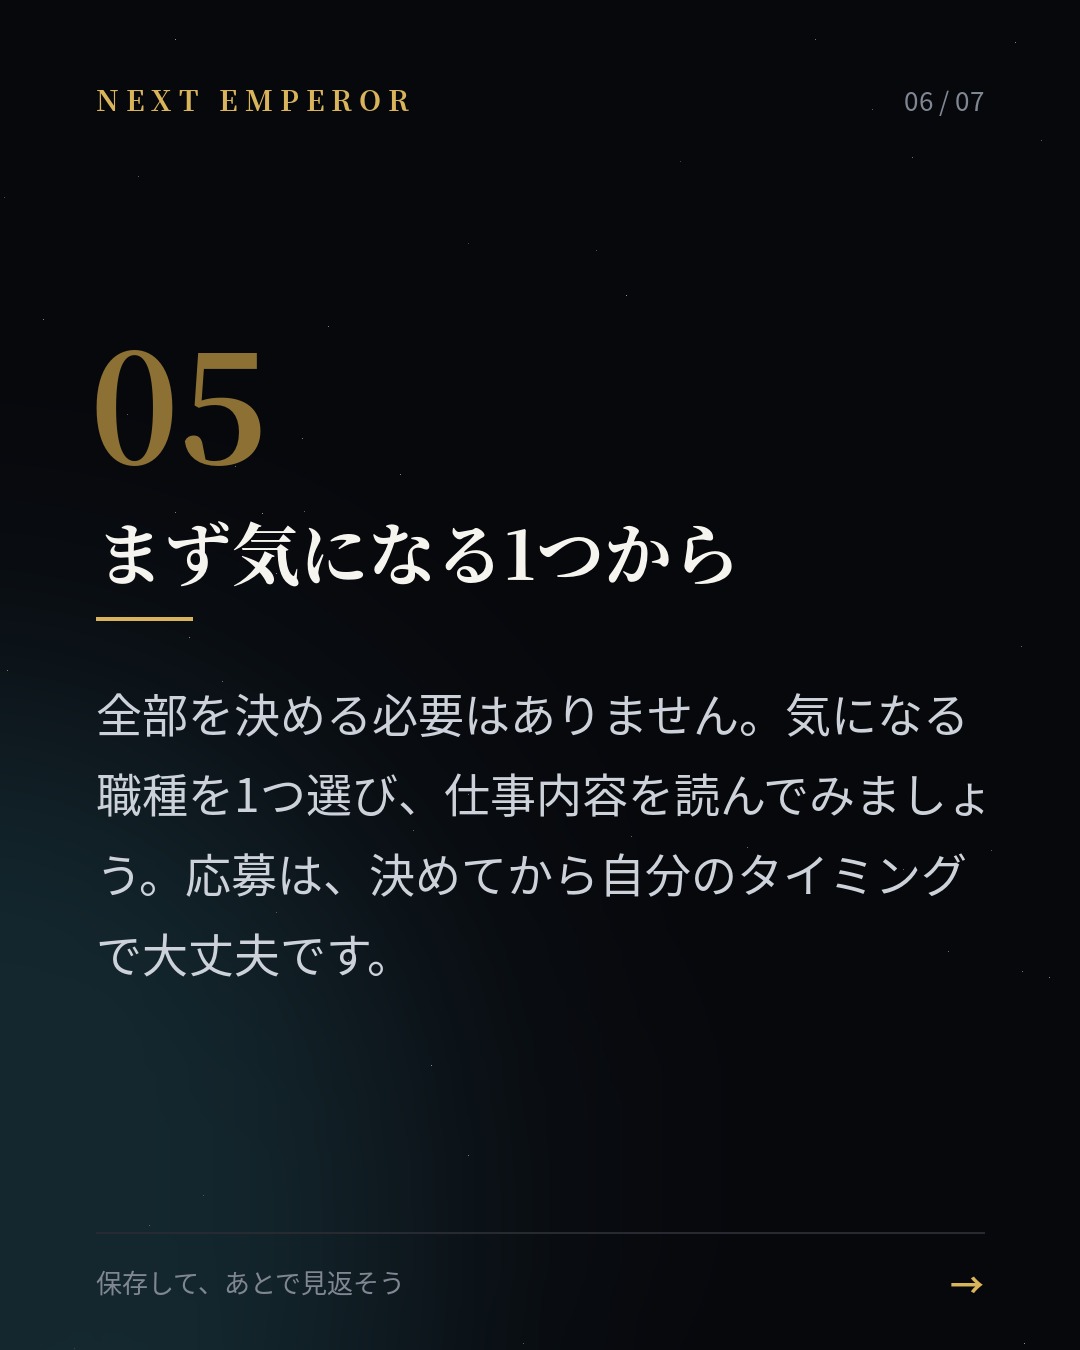 NEXT EMPEROR
06 / 07
05
まず気になる1つから
全部を決める必要はありません。気になる
職種を1つ選び、仕事内容を読んでみましょ
う。応募は、決めてから自分のタイミング
で大丈夫です。
保存して、あとで見返そう
→